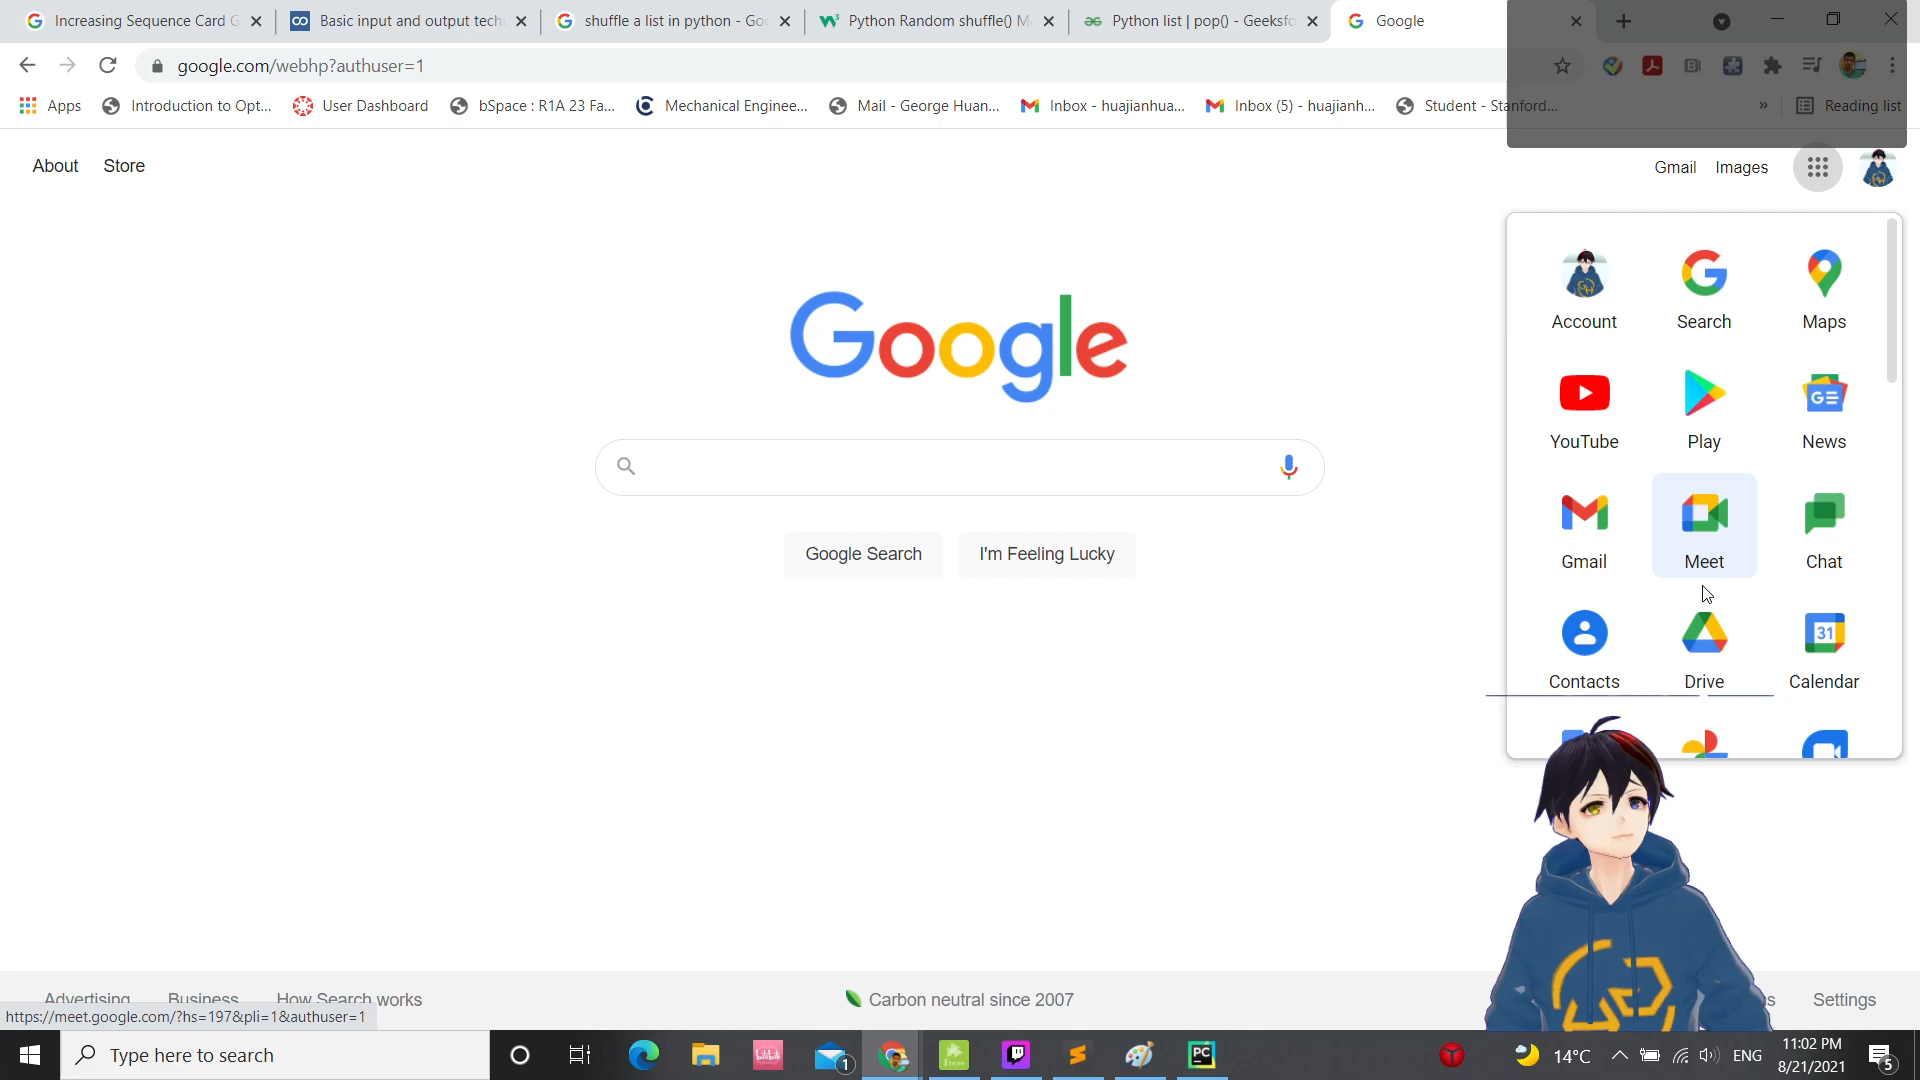 Increasing Sequence Card G
Basic input and output tech
shuffle a list in python - Goo
Python Random shuffle() M
Python list | pop() - Geeksfo
Google
google.com/webhp?authuser=1
Apps
Introduction to Opt...
User Dashboard
bSpace : R1A 23 Fa...
Mechanical Enginee...
Mail - George Huan...
Inbox - huajianhua...
Inbox (5) - huajianh...
Student - Stanford...
»
Reading list
About
Store
Gmail
Images
Account
Search
Maps
YouTube
Play
News
Gmail
Meet
Chat
Contacts
Drive
Calendar
Google
Google Search
I'm Feeling Lucky
Advertising
Business
How Search works
Carbon neutral since 2007
Settings
https://meet.google.com/?hs=197&pli=1&authuser=1
Type here to search
1
PC
14°C
ENG
11:02 PM
8/21/2021
5